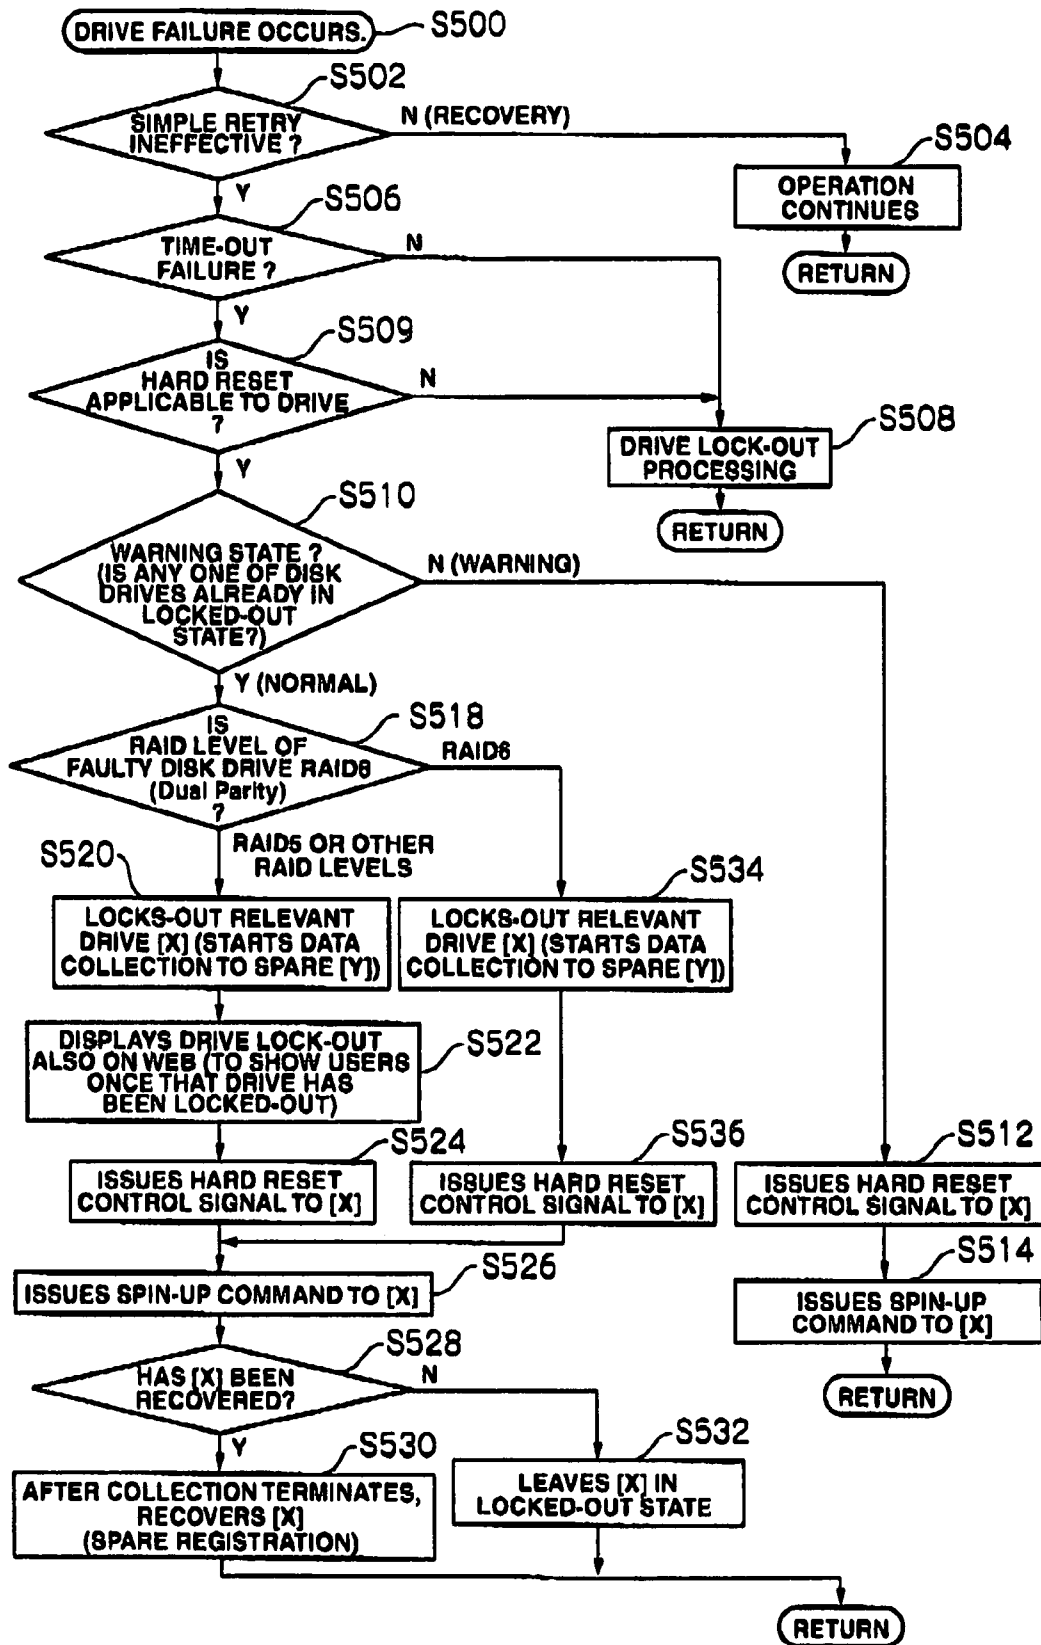 DRIVE FAILURE OCCURS.
S500
S502
SIMPLE RETRY
INEFFECTIVE ?
N (RECOVERY)
Y
S504
OPERATION
CONTINUES
RETURN
S506
TIME-OUT
FAILURE ?
N
Y
S509
IS
HARD RESET
APPLICABLE TO DRIVE
?
N
Y
S508
DRIVE LOCK-OUT
PROCESSING
RETURN
S510
WARNING STATE ?
(IS ANY ONE OF DISK
DRIVES ALREADY IN
LOCKED-OUT
STATE?)
N (WARNING)
Y (NORMAL)
S518
IS
RAID LEVEL OF
FAULTY DISK DRIVE RAID6
(Dual Parity)
?
RAID6
RAID5 OR OTHER
RAID LEVELS
S520
LOCKS-OUT RELEVANT
DRIVE [X] (STARTS DATA
COLLECTION TO SPARE [Y])
S534
LOCKS-OUT RELEVANT
DRIVE [X] (STARTS DATA
COLLECTION TO SPARE [Y])
DISPLAYS DRIVE LOCK-OUT
ALSO ON WEB (TO SHOW USERS
ONCE THAT DRIVE HAS
BEEN LOCKED-OUT)
S522
S524
ISSUES HARD RESET
CONTROL SIGNAL TO [X]
S536
ISSUES HARD RESET
CONTROL SIGNAL TO [X]
S512
ISSUES HARD RESET
CONTROL SIGNAL TO [X]
S526
ISSUES SPIN-UP COMMAND TO [X]
S514
ISSUES SPIN-UP
COMMAND TO [X]
RETURN
S528
HAS [X] BEEN
RECOVERED?
N
Y
S530
AFTER COLLECTION TERMINATES,
RECOVERS [X]
(SPARE REGISTRATION)
S532
LEAVES [X] IN
LOCKED-OUT STATE
RETURN